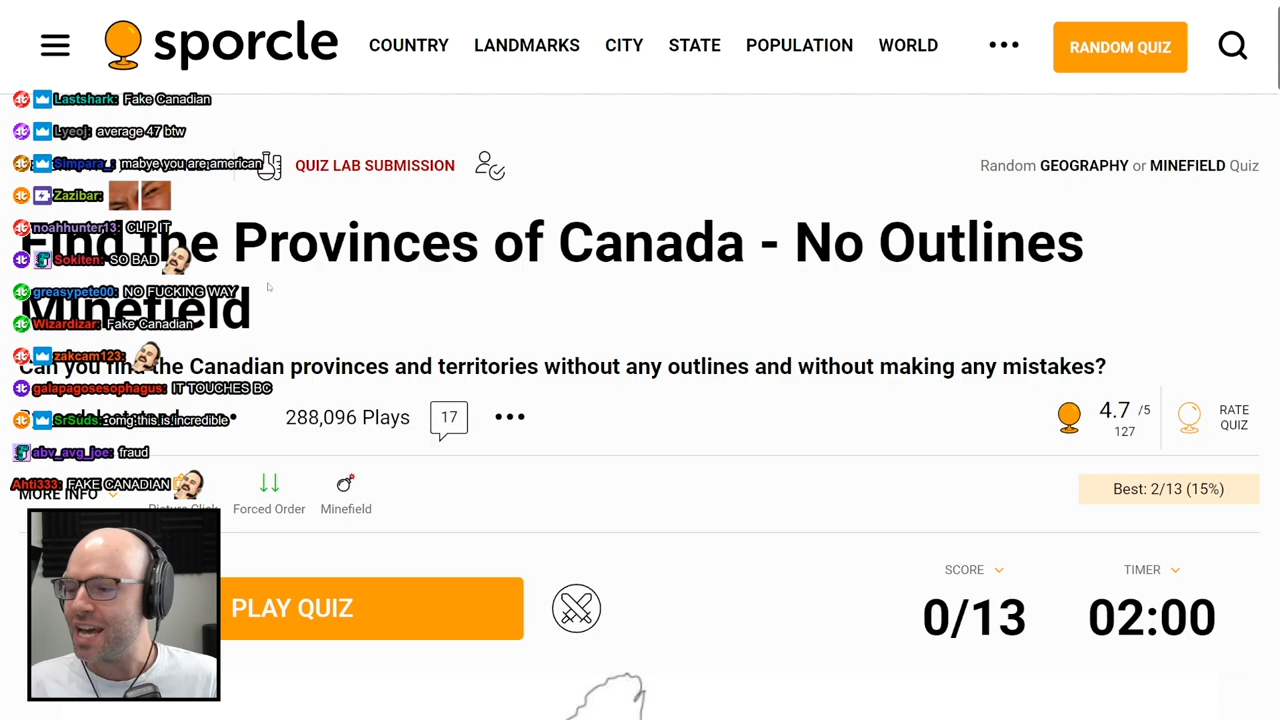 sporcle
COUNTRY LANDMARKS CITY STATE POPULATION WORLD
RANDOM QUIZ
Lastshark: Fake Canadian
Lyeoj: average 47 btw
Simpara_: mabye you are american
QUIZ LAB SUBMISSION
Random GEOGRAPHY or MINEFIELD Quiz
Zazibar:
noahhunter13: CLIP IT
Find the Provinces of Canada - No Outlines
Sokiten: SO BAD
greasypete00: NO FUCKING WAY
Minefield
Wizardizar: Fake Canadian
zakcam123:
Can you find the Canadian provinces and territories without any outlines and without making any mistakes?
galapagosesophagus: IT TOUCHES BC
SrSuds: omg this is incredible
288,096 Plays
17
4.7 /5
127
RATE
QUIZ
abv_avg_joe: fraud
Ahti333: FAKE CANADIAN
MORE INFO
Picture Click
Forced Order
Minefield
Best: 2/13 (15%)
PLAY QUIZ
SCORE
0/13
TIMER
02:00